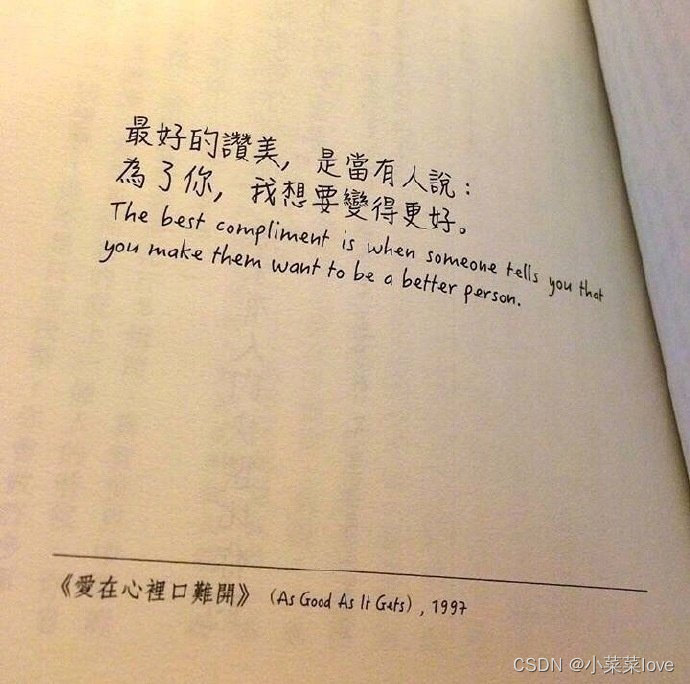 最好的讚美，是當有人說：
為了你，我想要變得更好。
The best compliment is when someone tells you that
you make them want to be a better person.
《愛在心裡口難開》 (As Good As It Gets), 1997
CSDN @小菜菜love